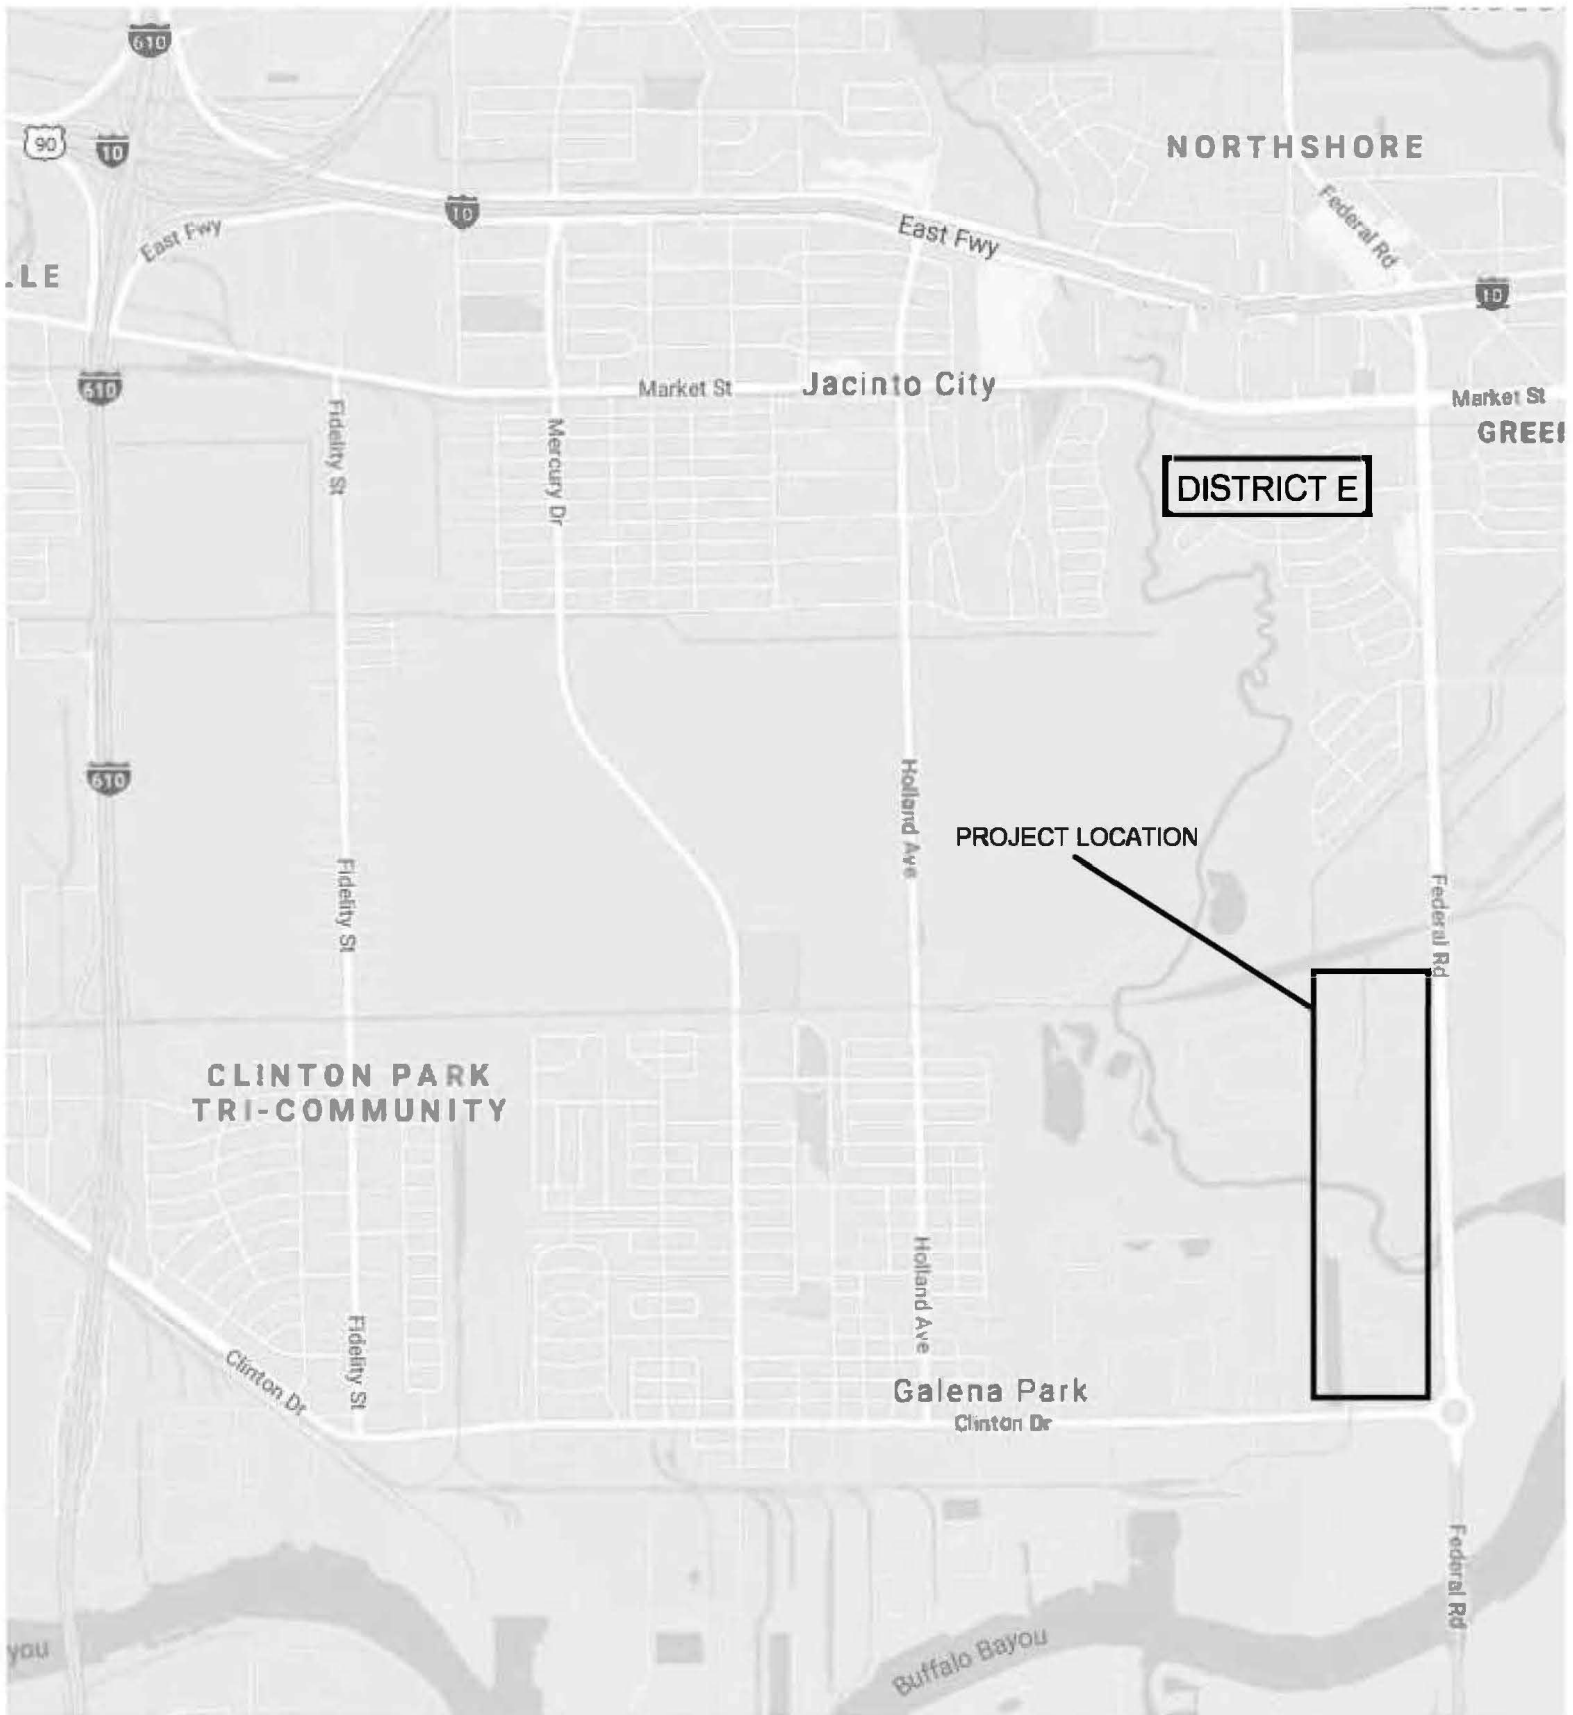 610
NORTHSHORE
90
10
Federal Rd
10
East Fwy
East Fwy
10
610
Market St
Jacinto City
Market St
Fidelity St
Mercury Dr
DISTRICT E
610
Holland Ave
PROJECT LOCATION
Fidelity St
Federal Rd
CLINTON PARK
TRI-COMMUNITY
Holland Ave
Fidelity St
Clinton Dr
Galena Park
Clinton Dr
Federal Rd
Buffalo Bayou
you